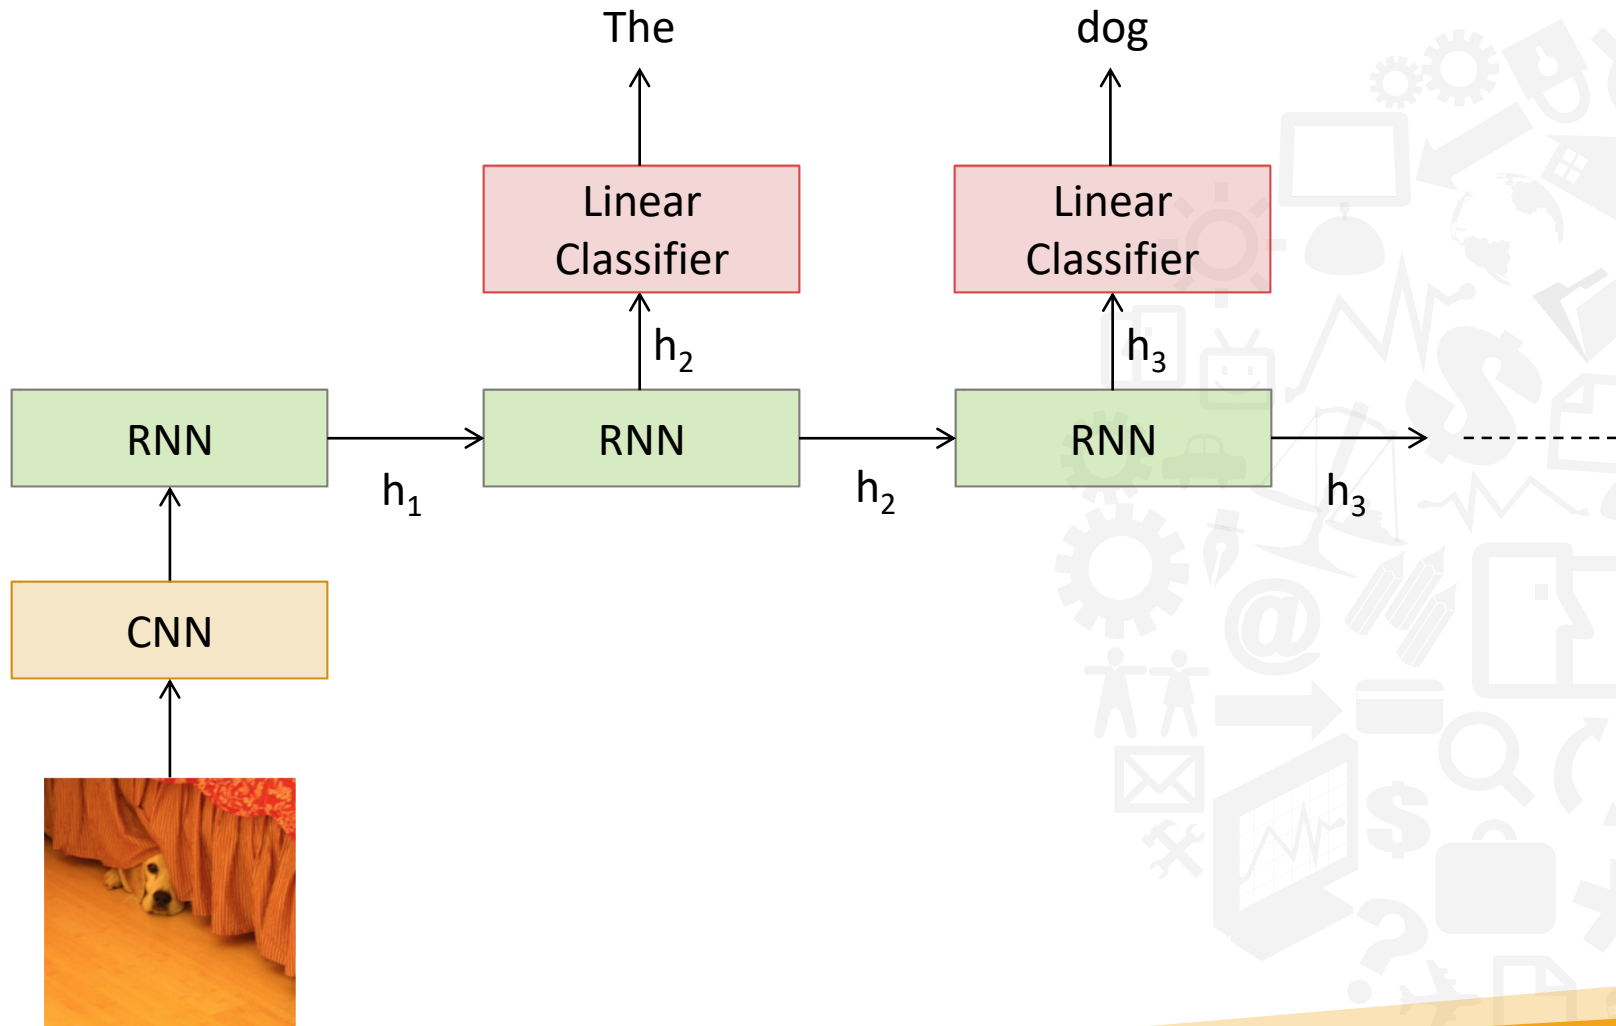 The
dog
Linear
Classifier
Linear
Classifier
h₂
h₃
RNN
RNN
RNN
h₁
h₂
h₃
CNN
@
$
$
?